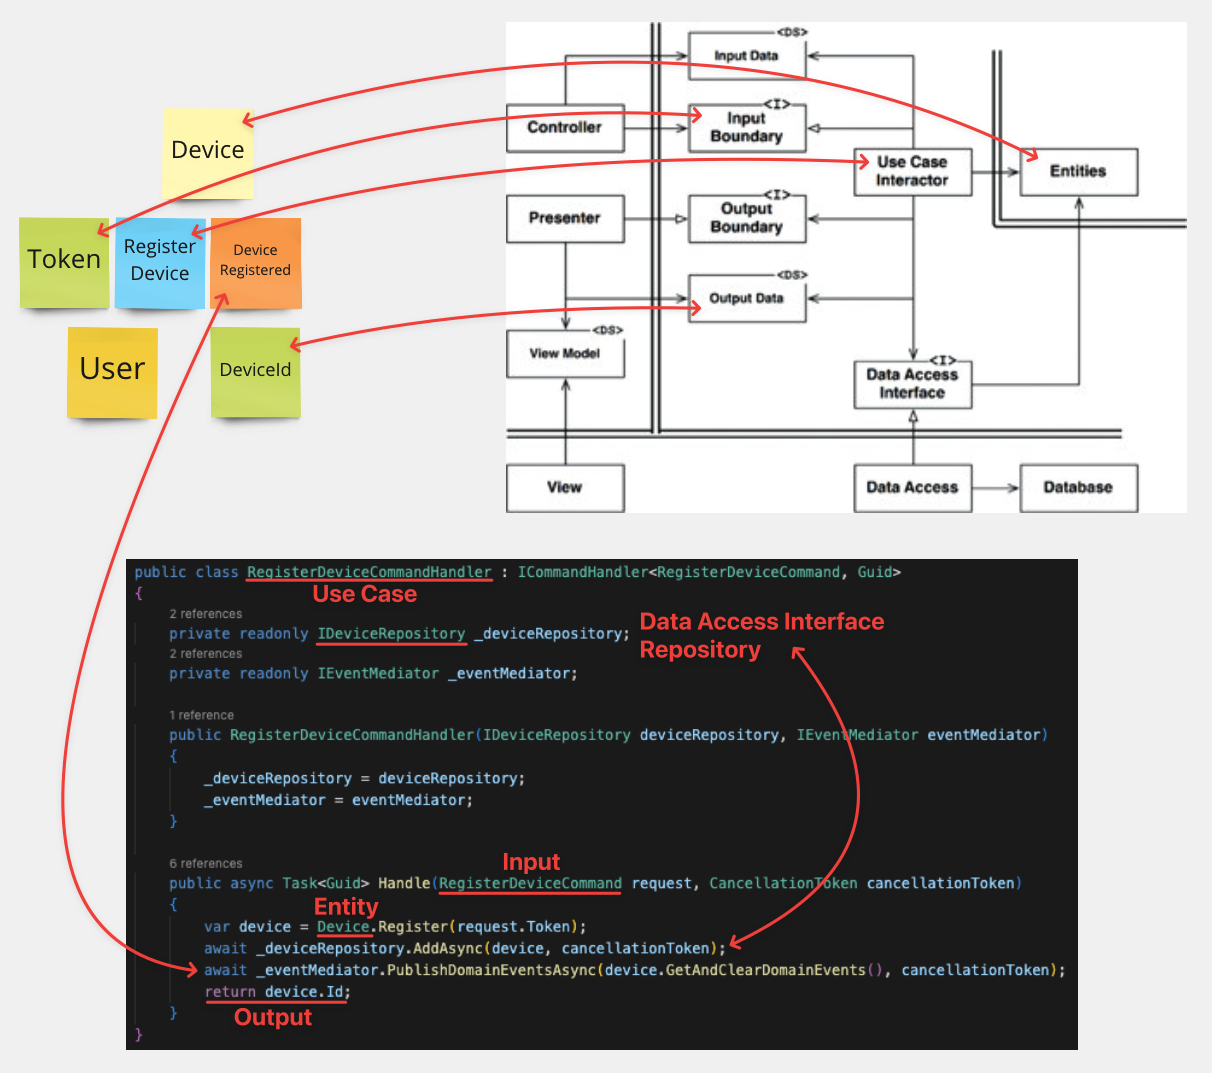 Device
Token
Register
Device
Device
Registered
User
DeviceId
<DS>
Input Data
Controller
<I>
Input
Boundary
Use Case
Interactor
Entities
Presenter
<I>
Output
Boundary
<DS>
Output Data
<DS>
View Model
<I>
Data Access
Interface
View
Data Access
Database
public class RegisterDeviceCommandHandler : ICommandHandler<RegisterDeviceCommand, Guid>
{
Use Case
2 references
private readonly IDeviceRepository _deviceRepository;
Data Access Interface
Repository
2 references
private readonly IEventMediator _eventMediator;
1 reference
public RegisterDeviceCommandHandler(IDeviceRepository deviceRepository, IEventMediator eventMediator)
{
_deviceRepository = deviceRepository;
_eventMediator = eventMediator;
}
Input
6 references
public async Task<Guid> Handle(RegisterDeviceCommand request, CancellationToken cancellationToken)
{
Entity
var device = Device.Register(request.Token);
await _deviceRepository.AddAsync(device, cancellationToken);
await _eventMediator.PublishDomainEventsAsync(device.GetAndClearDomainEvents(), cancellationToken);
return device.Id;
}
Output
}